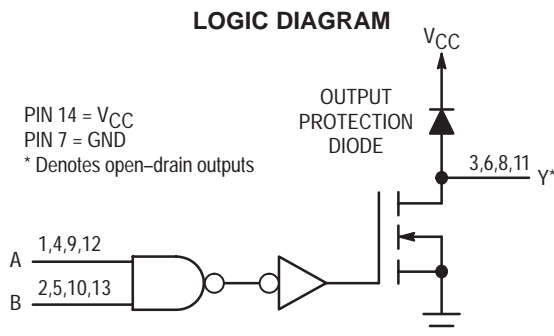 LOGIC DIAGRAM
VCC
OUTPUT
PROTECTION
DIODE
PIN 14 = VCC
PIN 7 = GND
* Denotes open–drain outputs
3,6,8,11
Y*
1,4,9,12
A
2,5,10,13
B